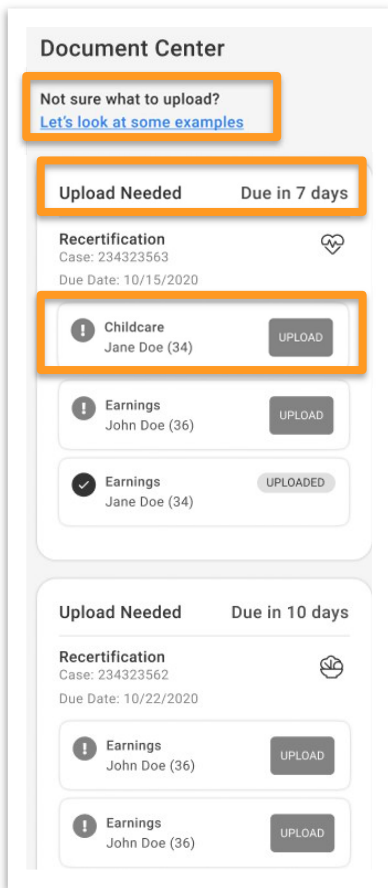 Document Center
Not sure what to upload?
Let's look at some examples
Upload Needed Due in 7 days
Recertification
Case: 234323563
Due Date: 10/15/2020
! Childcare UPLOAD
Jane Doe (34)
! Earnings UPLOAD
John Doe (36)
Earnings UPLOADED
Jane Doe (34)
Upload Needed Due in 10 days
Recertification
Case: 234323562
Due Date: 10/22/2020
! Earnings UPLOAD
John Doe (36)
! Earnings UPLOAD
John Doe (36)